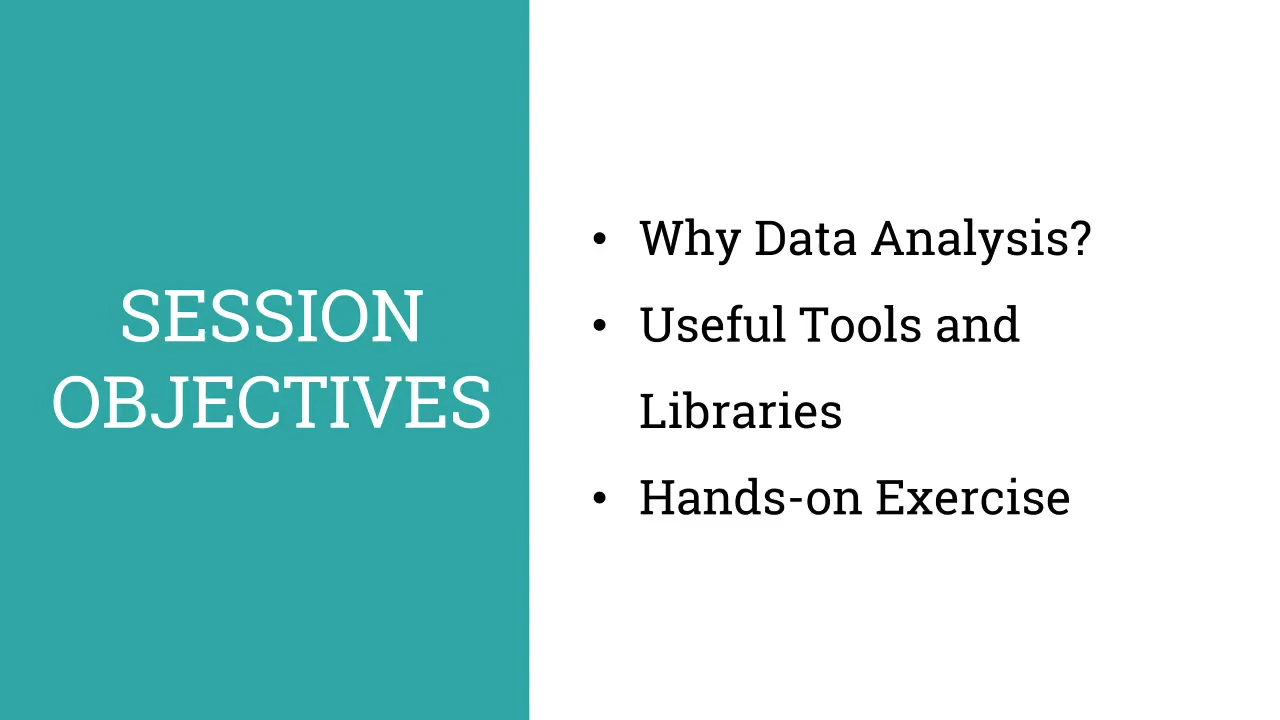 SESSION
OBJECTIVES
• Why Data Analysis?
• Useful Tools and
Libraries
• Hands-on Exercise